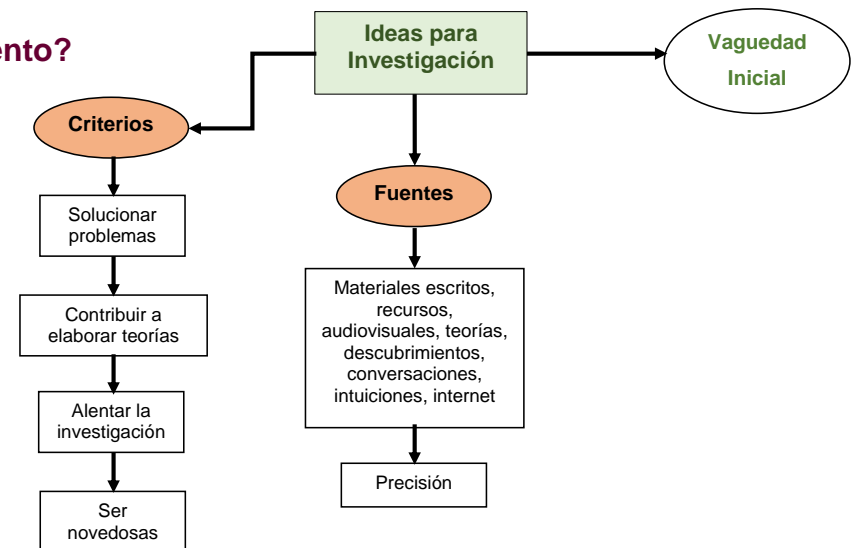 ento?
Ideas para
Investigación
Vaguedad
Inicial
Criterios
Solucionar
problemas
Contribuir a
elaborar teorías
Alentar la
investigación
Ser
novedosas
Fuentes
Materiales escritos,
recursos,
audiovisuales, teorías,
descubrimientos,
conversaciones,
intuiciones, internet
Precisión